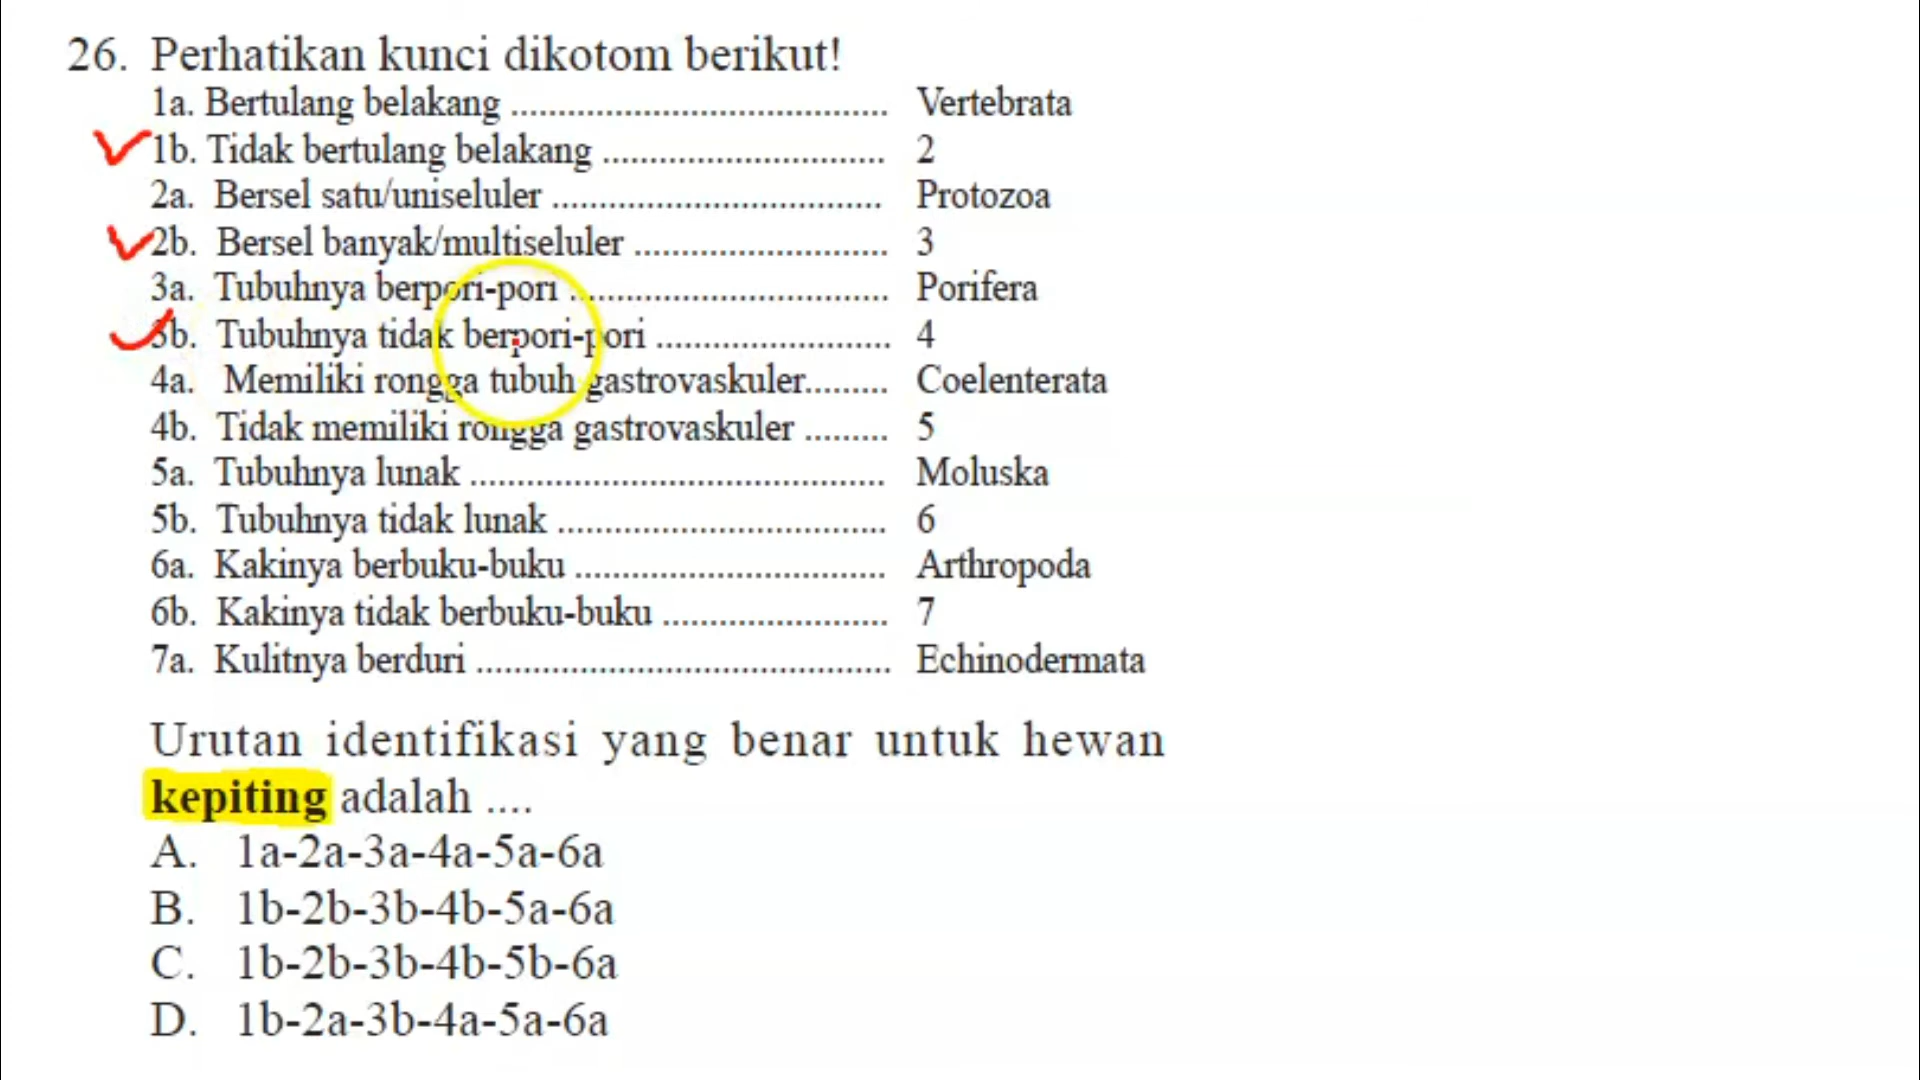 26. Perhatikan kunci dikotom berikut!
1a. Bertulang belakang ........................................ Vertebrata
1b. Tidak bertulang belakang .............................. 2
2a. Bersel satu/uniseluler ................................... Protozoa
2b. Bersel banyak/multiseluler ........................... 3
3a. Tubuhnya berpori-pori .................................. Porifera
3b. Tubuhnya tidak berpori-pori ......................... 4
4a. Memiliki rongga tubuh gastrovaskuler......... Coelenterata
4b. Tidak memiliki rongga gastrovaskuler ......... 5
5a. Tubuhnya lunak ............................................. Moluska
5b. Tubuhnya tidak lunak ................................... 6
6a. Kakinya berbuku-buku ................................. Arthropoda
6b. Kakinya tidak berbuku-buku ........................ 7
7a. Kulitnya berduri ............................................ Echinodermata
Urutan identifikasi yang benar untuk hewan
kepiting adalah ....
A. 1a-2a-3a-4a-5a-6a
B. 1b-2b-3b-4b-5a-6a
C. 1b-2b-3b-4b-5b-6a
D. 1b-2a-3b-4a-5a-6a